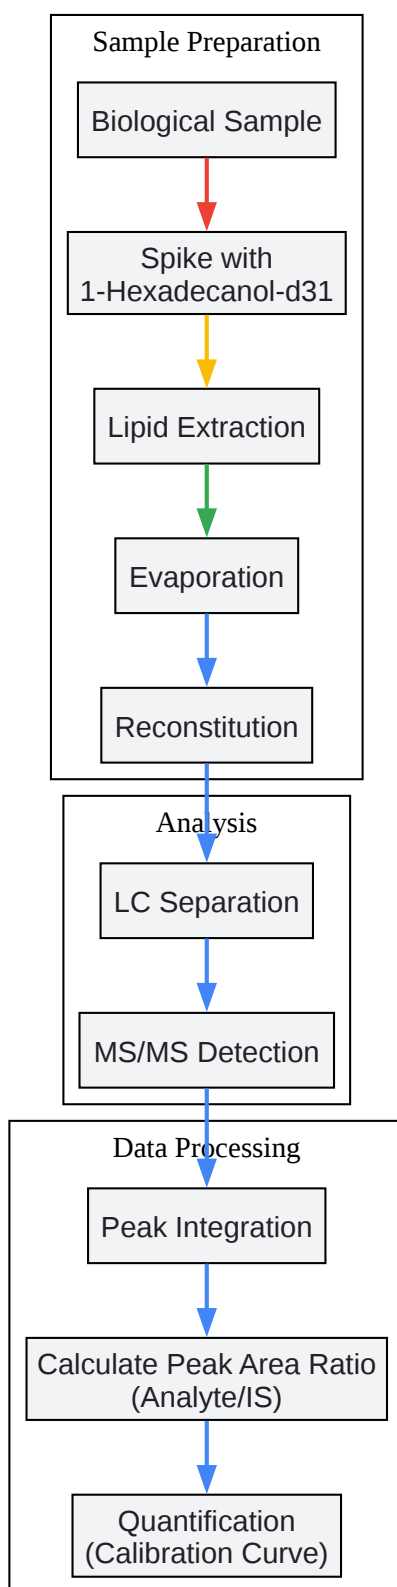 Sample Preparation
Biological Sample
Spike with
1-Hexadecanol-d31
Lipid Extraction
Evaporation
Reconstitution
Analysis
LC Separation
MS/MS Detection
Data Processing
Peak Integration
Calculate Peak Area Ratio
(Analyte/IS)
Quantification
(Calibration Curve)